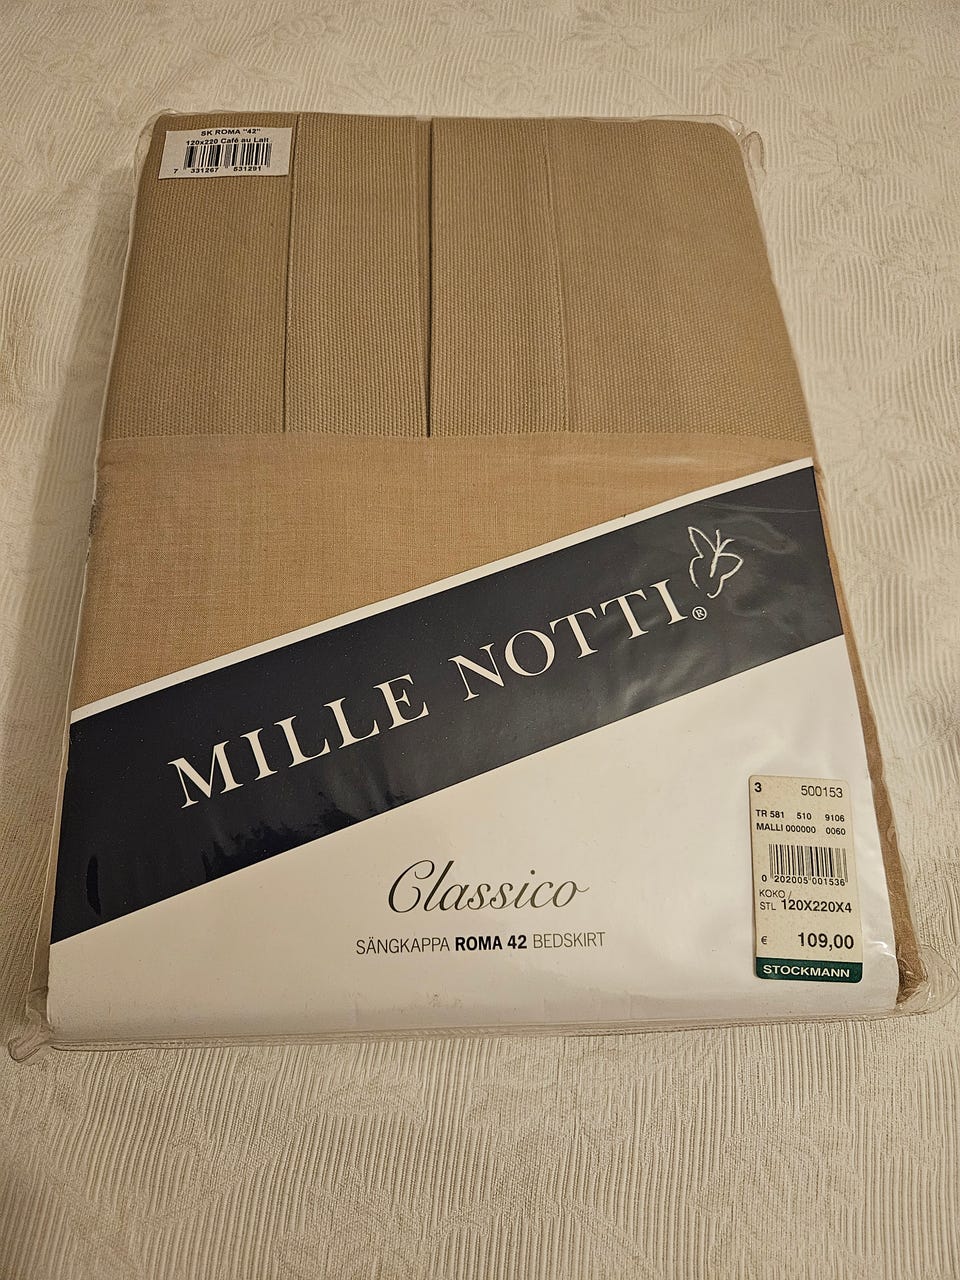 SK ROMA "42"
120x220 Café au Lait
7 331267 531291
MILLE NOTTI®
Classico
SÄNGKAPPA ROMA 42 BEDSKIRT
3 500153
TR 581 510 9106
MALLI 000000 0060
0 202005 001536
KOKO /
STL 120X220X4
€ 109,00
STOCKMANN